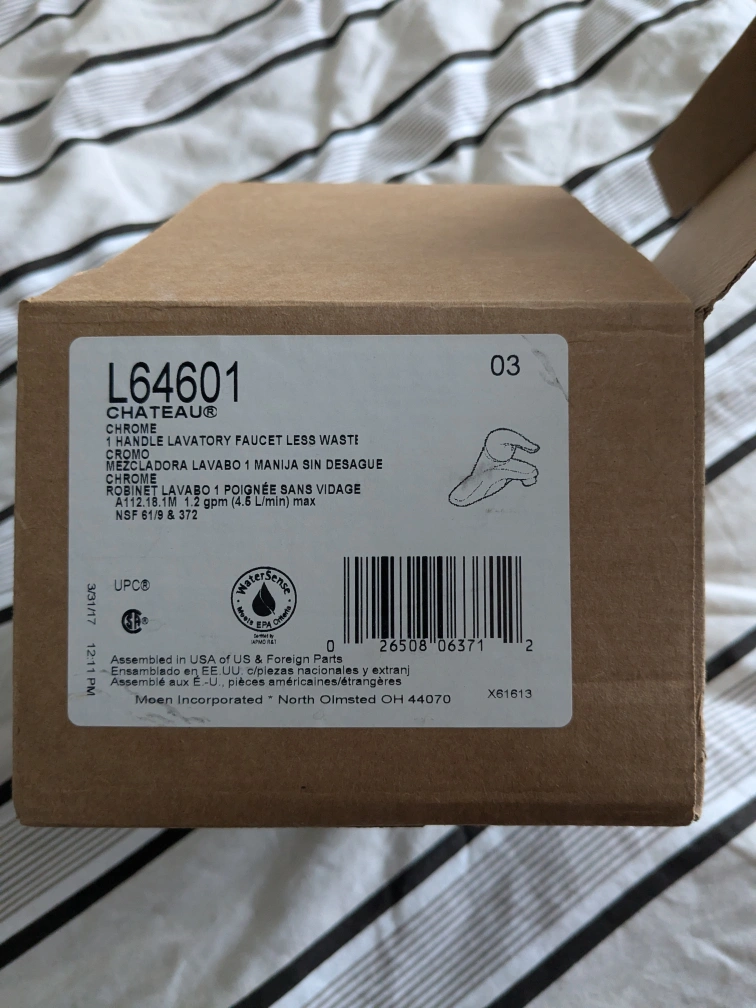 L64601
03
CHATEAU®
CHROME
1 HANDLE LAVATORY FAUCET LESS WASTE
CROMO
MEZCLADORA LAVABO 1 MANIJA SIN DESAGUE
CHROME
ROBINET LAVABO 1 POIGNÉE SANS VIDAGE
A112.18.1M 1.2 gpm (4.5 L/min) max
NSF 61/9 & 372
3/31/17 12:11 PM
UPC®
®
WaterSense
Meets EPA Criteria
Certified by
IAPMO R&T
0 26508 06371 2
Assembled in USA of US & Foreign Parts
Ensamblado en EE.UU. c/piezas nacionales y extranj
Assemblé aux É.-U., pièces américaines/étrangères
Moen Incorporated * North Olmsted OH 44070
X61613